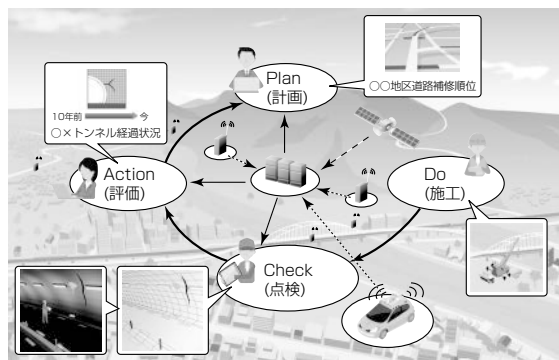 Plan
(計画)
○○地区道路補修順位
10年前
今
○×トンネル経過状況
Action
(評価)
Do
(施工)
Check
(点検)